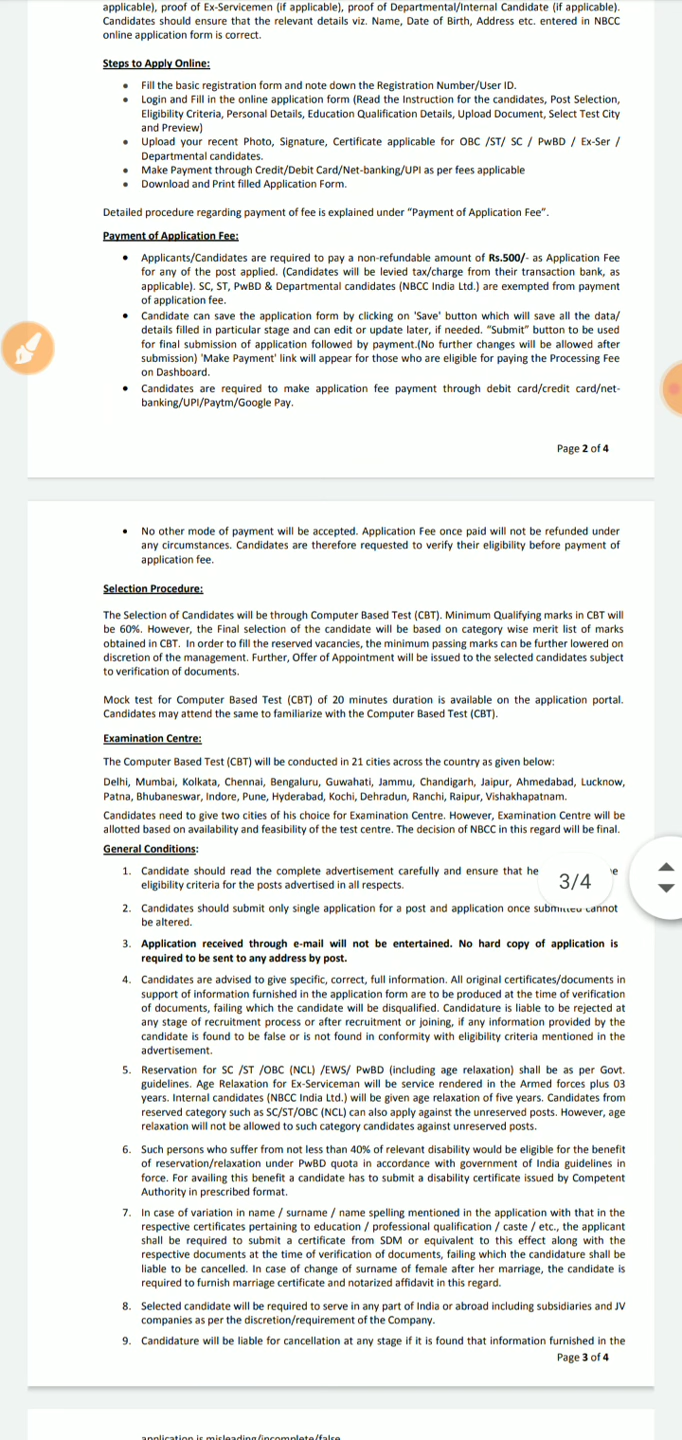 applicable), proof of Ex-Servicemen (if applicable), proof of Departmental/Internal Candidate (if applicable).
Candidates should ensure that the relevant details viz. Name, Date of Birth, Address etc. entered in NBCC
online application form is correct.
Steps to Apply Online:
• Fill the basic registration form and note down the Registration Number/User ID.
• Login and Fill in the online application form (Read the Instruction for the candidates, Post Selection,
Eligibility Criteria, Personal Details, Education Qualification Details, Upload Document, Select Test City
and Preview)
• Upload your recent Photo, Signature, Certificate applicable for OBC /ST/ SC / PwBD / Ex-Ser /
Departmental candidates.
• Make Payment through Credit/Debit Card/Net-banking/UPI as per fees applicable
• Download and Print filled Application Form.
Detailed procedure regarding payment of fee is explained under "Payment of Application Fee".
Payment of Application Fee:
• Applicants/Candidates are required to pay a non-refundable amount of Rs.500/- as Application Fee
for any of the post applied. (Candidates will be levied tax/charge from their transaction bank, as
applicable). SC, ST, PwBD & Departmental candidates (NBCC India Ltd.) are exempted from payment
of application fee.
• Candidate can save the application form by clicking on 'Save' button which will save all the data/
details filled in particular stage and can edit or update later, if needed. "Submit" button to be used
for final submission of application followed by payment.(No further changes will be allowed after
submission) 'Make Payment' link will appear for those who are eligible for paying the Processing Fee
on Dashboard.
• Candidates are required to make application fee payment through debit card/credit card/net-
banking/UPI/Paytm/Google Pay.
Page 2 of 4
• No other mode of payment will be accepted. Application Fee once paid will not be refunded under
any circumstances. Candidates are therefore requested to verify their eligibility before payment of
application fee.
Selection Procedure:
The Selection of Candidates will be through Computer Based Test (CBT). Minimum Qualifying marks in CBT will
be 60%. However, the Final selection of the candidate will be based on category wise merit list of marks
obtained in CBT. In order to fill the reserved vacancies, the minimum passing marks can be further lowered on
discretion of the management. Further, Offer of Appointment will be issued to the selected candidates subject
to verification of documents.
Mock test for Computer Based Test (CBT) of 20 minutes duration is available on the application portal.
Candidates may attend the same to familiarize with the Computer Based Test (CBT).
Examination Centre:
The Computer Based Test (CBT) will be conducted in 21 cities across the country as given below:
Delhi, Mumbai, Kolkata, Chennai, Bengaluru, Guwahati, Jammu, Chandigarh, Jaipur, Ahmedabad, Lucknow,
Patna, Bhubaneswar, Indore, Pune, Hyderabad, Kochi, Dehradun, Ranchi, Raipur, Vishakhapatnam.
Candidates need to give two cities of his choice for Examination Centre. However, Examination Centre will be
allotted based on availability and feasibility of the test centre. The decision of NBCC in this regard will be final.
General Conditions:
1. Candidate should read the complete advertisement carefully and ensure that he
eligibility criteria for the posts advertised in all respects.
3/4
2. Candidates should submit only single application for a post and application once submitted cannot
be altered.
3. Application received through e-mail will not be entertained. No hard copy of application is
required to be sent to any address by post.
4. Candidates are advised to give specific, correct, full information. All original certificates/documents in
support of information furnished in the application form are to be produced at the time of verification
of documents, failing which the candidate will be disqualified. Candidature is liable to be rejected at
any stage of recruitment process or after recruitment or joining, if any information provided by the
candidate is found to be false or is not found in conformity with eligibility criteria mentioned in the
advertisement.
5. Reservation for SC /ST /OBC (NCL) /EWS/ PwBD (including age relaxation) shall be as per Govt.
guidelines. Age Relaxation for Ex-Serviceman will be service rendered in the Armed forces plus 03
years. Internal candidates (NBCC India Ltd.) will be given age relaxation of five years. Candidates from
reserved category such as SC/ST/OBC (NCL) can also apply against the unreserved posts. However, age
relaxation will not be allowed to such category candidates against unreserved posts.
6. Such persons who suffer from not less than 40% of relevant disability would be eligible for the benefit
of reservation/relaxation under PwBD quota in accordance with government of India guidelines in
force. For availing this benefit a candidate has to submit a disability certificate issued by Competent
Authority in prescribed format.
7. In case of variation in name / surname / name spelling mentioned in the application with that in the
respective certificates pertaining to education / professional qualification / caste / etc., the applicant
shall be required to submit a certificate from SDM or equivalent to this effect along with the
respective documents at the time of verification of documents, failing which the candidature shall be
liable to be cancelled. In case of change of surname of female after her marriage, the candidate is
required to furnish marriage certificate and notarized affidavit in this regard.
8. Selected candidate will be required to serve in any part of India or abroad including subsidiaries and JV
companies as per the discretion/requirement of the Company.
9. Candidature will be liable for cancellation at any stage if it is found that information furnished in the
Page 3 of 4
application is misleading/incomplete/false